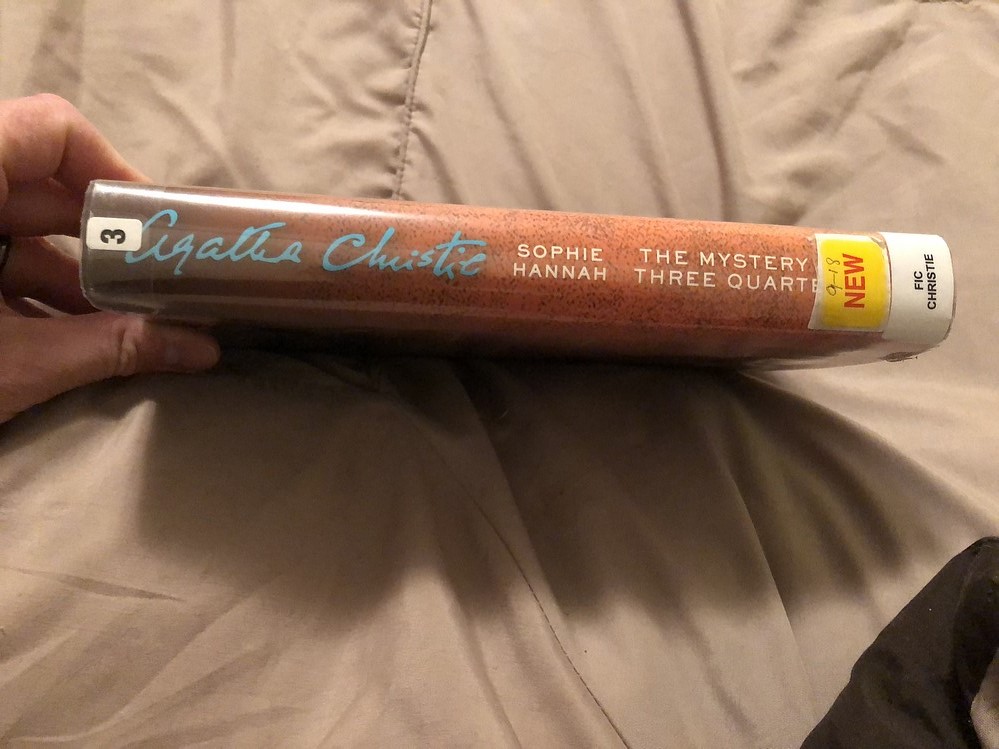 3
Agatha Christie
SOPHIE
HANNAH
THE MYSTERY
THREE QUARTE
9-18
NEW
FIC
CHRISTIE